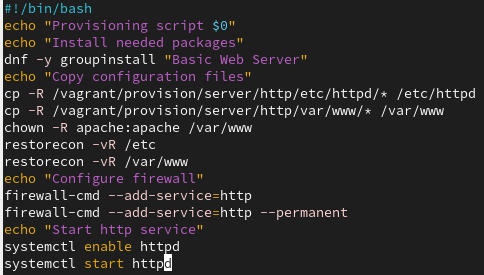 #!/bin/bash
echo "Provisioning script $0"
echo "Install needed packages"
dnf -y groupinstall "Basic Web Server"
echo "Copy configuration files"
cp -R /vagrant/provision/server/http/etc/httpd/* /etc/httpd
cp -R /vagrant/provision/server/http/var/www/* /var/www
chown -R apache:apache /var/www
restorecon -vR /etc
restorecon -vR /var/www
echo "Configure firewall"
firewall-cmd --add-service=http
firewall-cmd --add-service=http --permanent
echo "Start http service"
systemctl enable httpd
systemctl start httpd